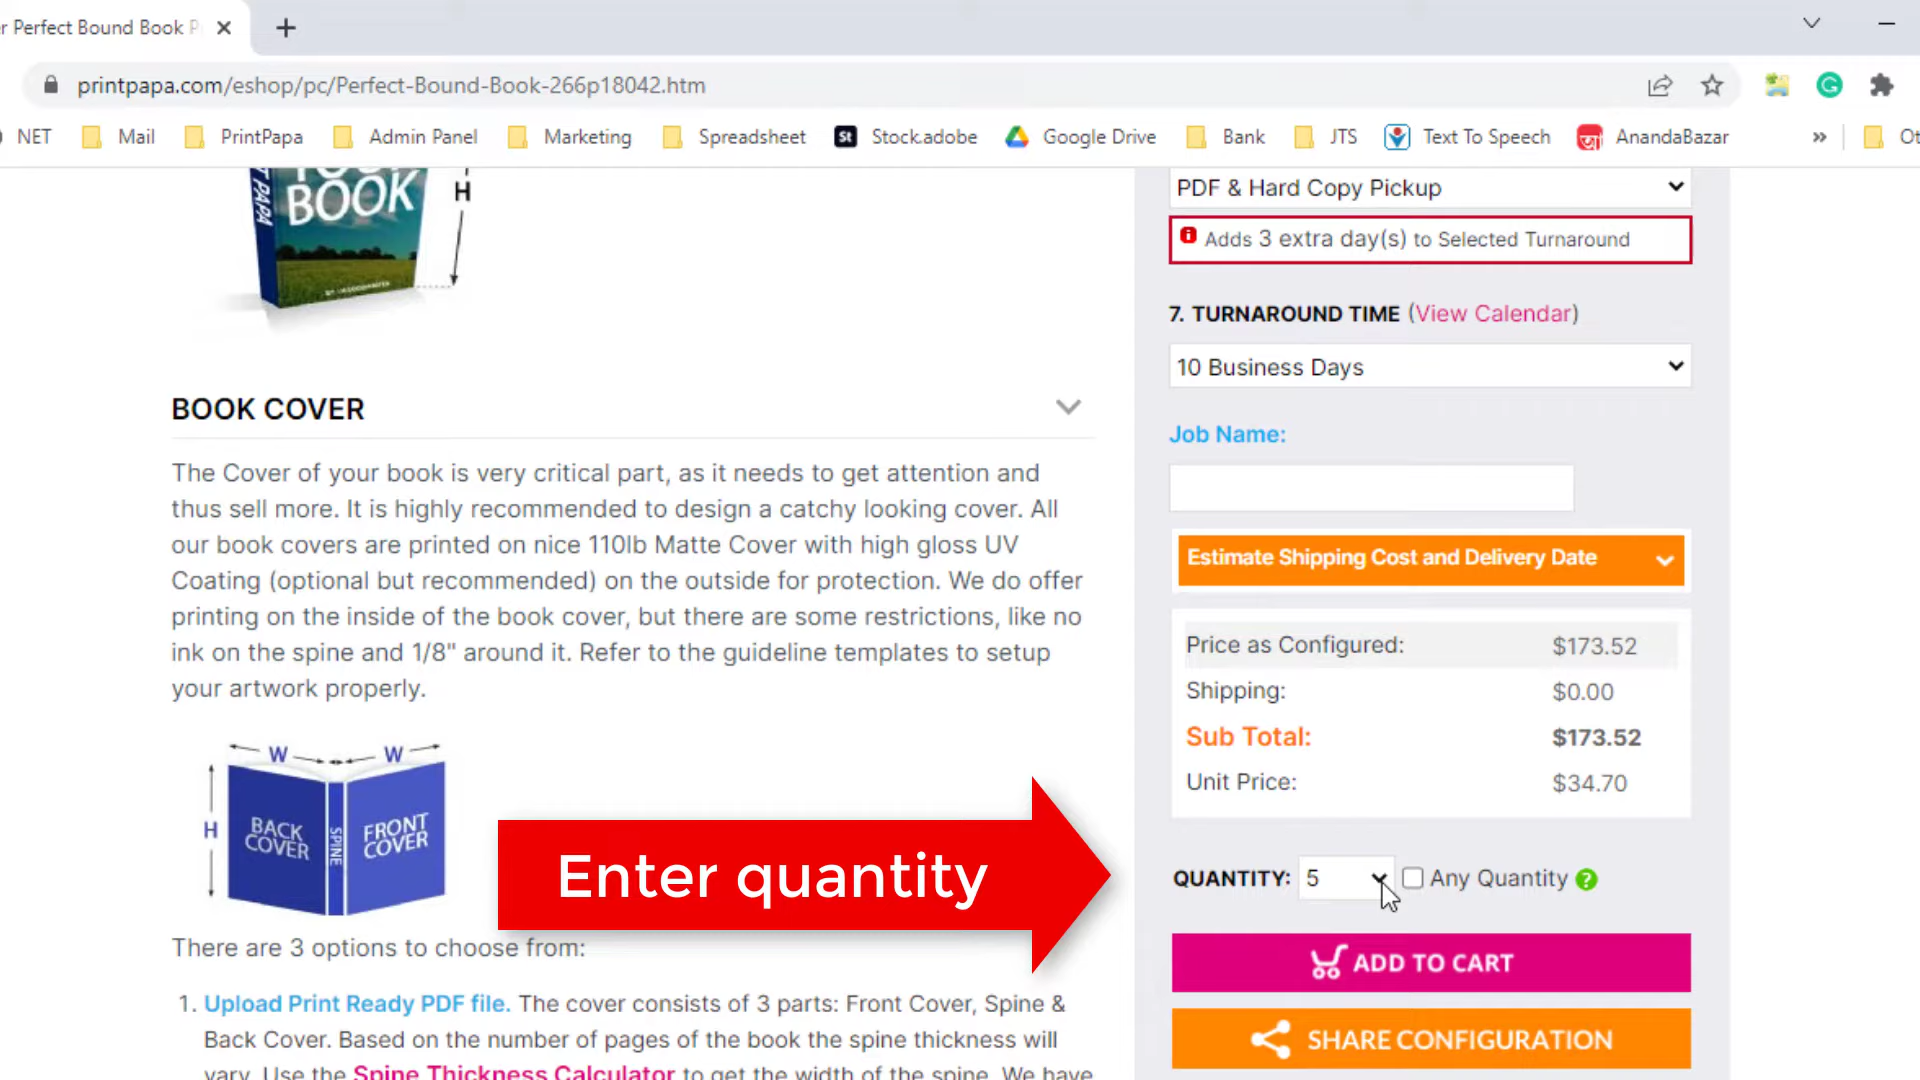 r Perfect Bound Book P
printpapa.com/eshop/pc/Perfect-Bound-Book-266p18042.htm
NET Mail PrintPapa Admin Panel Marketing Spreadsheet St Stock.adobe Google Drive Bank JTS Text To Speech AnandaBazar » Ot
BOOK
T PAPA
H
PDF & Hard Copy Pickup
Adds 3 extra day(s) to Selected Turnaround
7. TURNAROUND TIME (View Calendar)
10 Business Days
Job Name:
Estimate Shipping Cost and Delivery Date
Price as Configured: $173.52
Shipping: $0.00
Sub Total: $173.52
Unit Price: $34.70
QUANTITY: 5 Any Quantity ?
ADD TO CART
SHARE CONFIGURATION
BOOK COVER
The Cover of your book is very critical part, as it needs to get attention and
thus sell more. It is highly recommended to design a catchy looking cover. All
our book covers are printed on nice 110lb Matte Cover with high gloss UV
Coating (optional but recommended) on the outside for protection. We do offer
printing on the inside of the book cover, but there are some restrictions, like no
ink on the spine and 1/8" around it. Refer to the guideline templates to setup
your artwork properly.
W W
H
BACK
COVER
SPINE
FRONT
COVER
Enter quantity
There are 3 options to choose from:
1. Upload Print Ready PDF file. The cover consists of 3 parts: Front Cover, Spine &
Back Cover. Based on the number of pages of the book the spine thickness will
vary. Use the Spine Thickness Calculator to get the width of the spine. We have